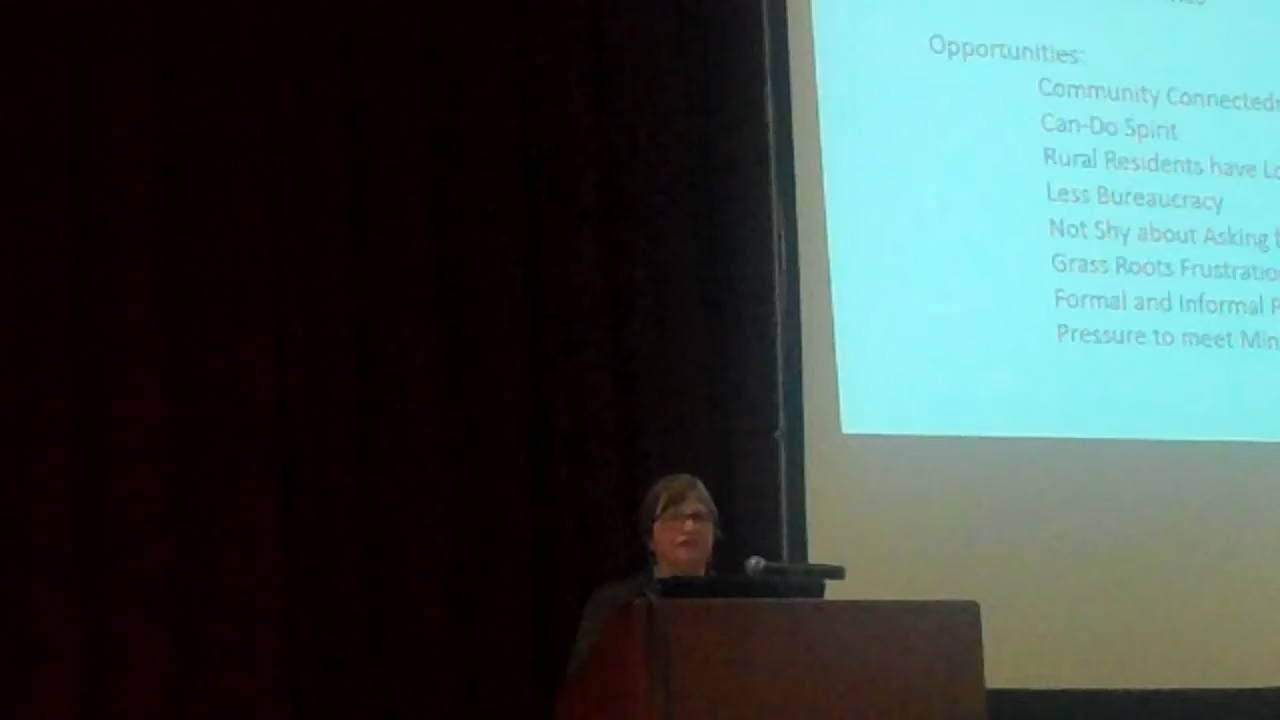 Opportunities:
Community
Can-Do Spirit
Rural Residents have
Less Bureaucracy
Not Shy about Asking
Grass Roots
Formal and Informal
Pressure to meet